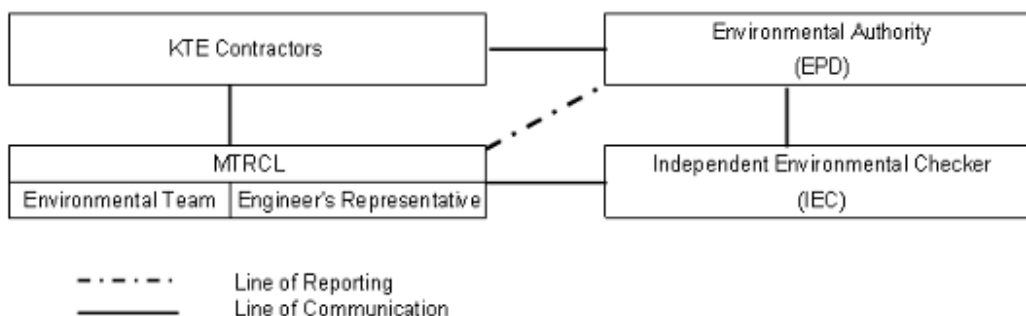 KTE Contractors
Environmental Authority
(EPD)
MTRCL
Environmental Team
Engineer's Representative
Independent Environmental Checker
(IEC)
Line of Reporting
Line of Communication